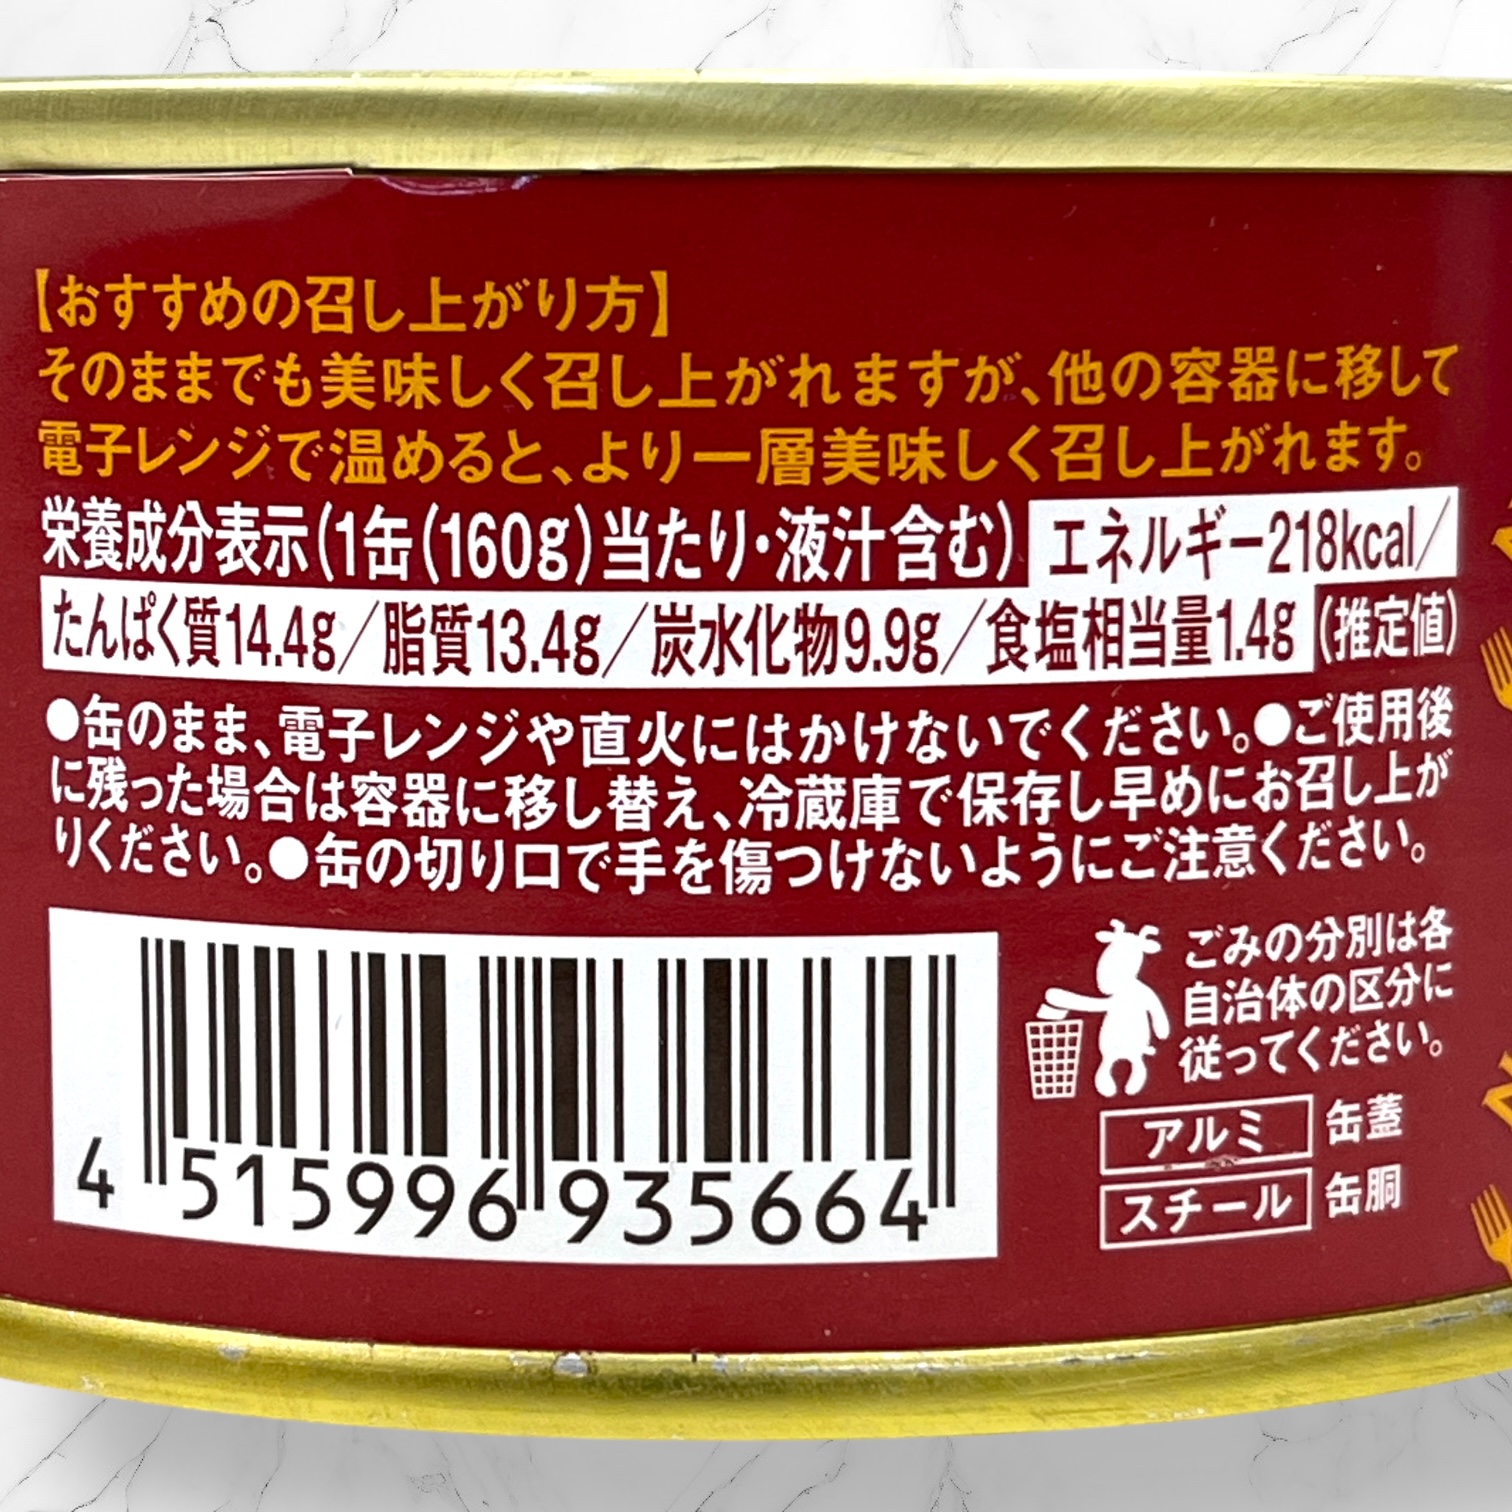 【おすすめの召し上がり方】
そのままでも美味しく召し上がれますが、他の容器に移して
電子レンジで温めると、より一層美味しく召し上がれます。
栄養成分表示(1缶(160g)当たり・液汁含む) エネルギー218kcal/
たんぱく質14.4g/脂質13.4g/炭水化物9.9g/食塩相当量1.4g (推定値)
●缶のまま、電子レンジや直火にはかけないでください。●ご使用後
に残った場合は容器に移し替え、冷蔵庫で保存し早めにお召し上が
りください。●缶の切り口で手を傷つけないようにご注意ください。
ごみの分別は各
自治体の区分に
従ってください。
アルミ 缶蓋
スチール 缶胴
4 515996 935664